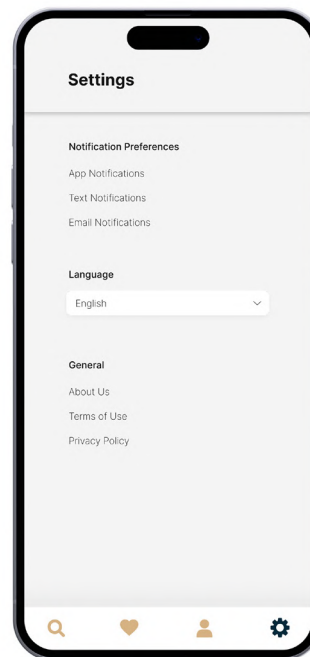 Settings
Notification Preferences
App Notifications
Text Notifications
Email Notifications
Language
English
General
About Us
Terms of Use
Privacy Policy